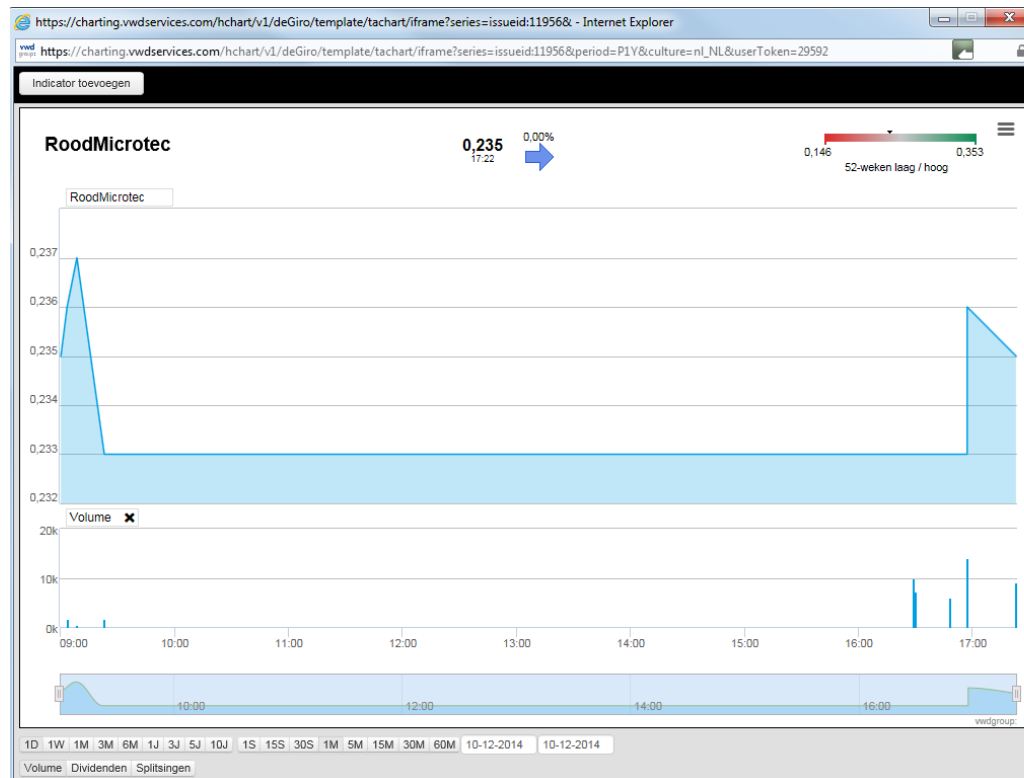 https://charting.vwdservices.com/hchart/v1/deGiro/template/tachart/iframe?series=issueid:11956& - Internet Explorer
vwd https://charting.vwdservices.com/hchart/v1/deGiro/template/tachart/iframe?series=issueid:11956&period=P1Y&culture=nl_NL&userToken=29592
Indicator toevoegen
RoodMicrotec
0,235
17:22
0,00%
0,146 0,353
52-weken laag / hoog
RoodMicrotec
0,237
0,236
0,235
0,234
0,233
0,232
Volume
20k
10k
0k
09:00 10:00 11:00 12:00 13:00 14:00 15:00 16:00 17:00
10:00 12:00 14:00 16:00
vwdgroup:
1D 1W 1M 3M 6M 1J 3J 5J 10J 1S 15S 30S 1M 5M 15M 30M 60M 10-12-2014 10-12-2014
Volume Dividenden Splitsingen